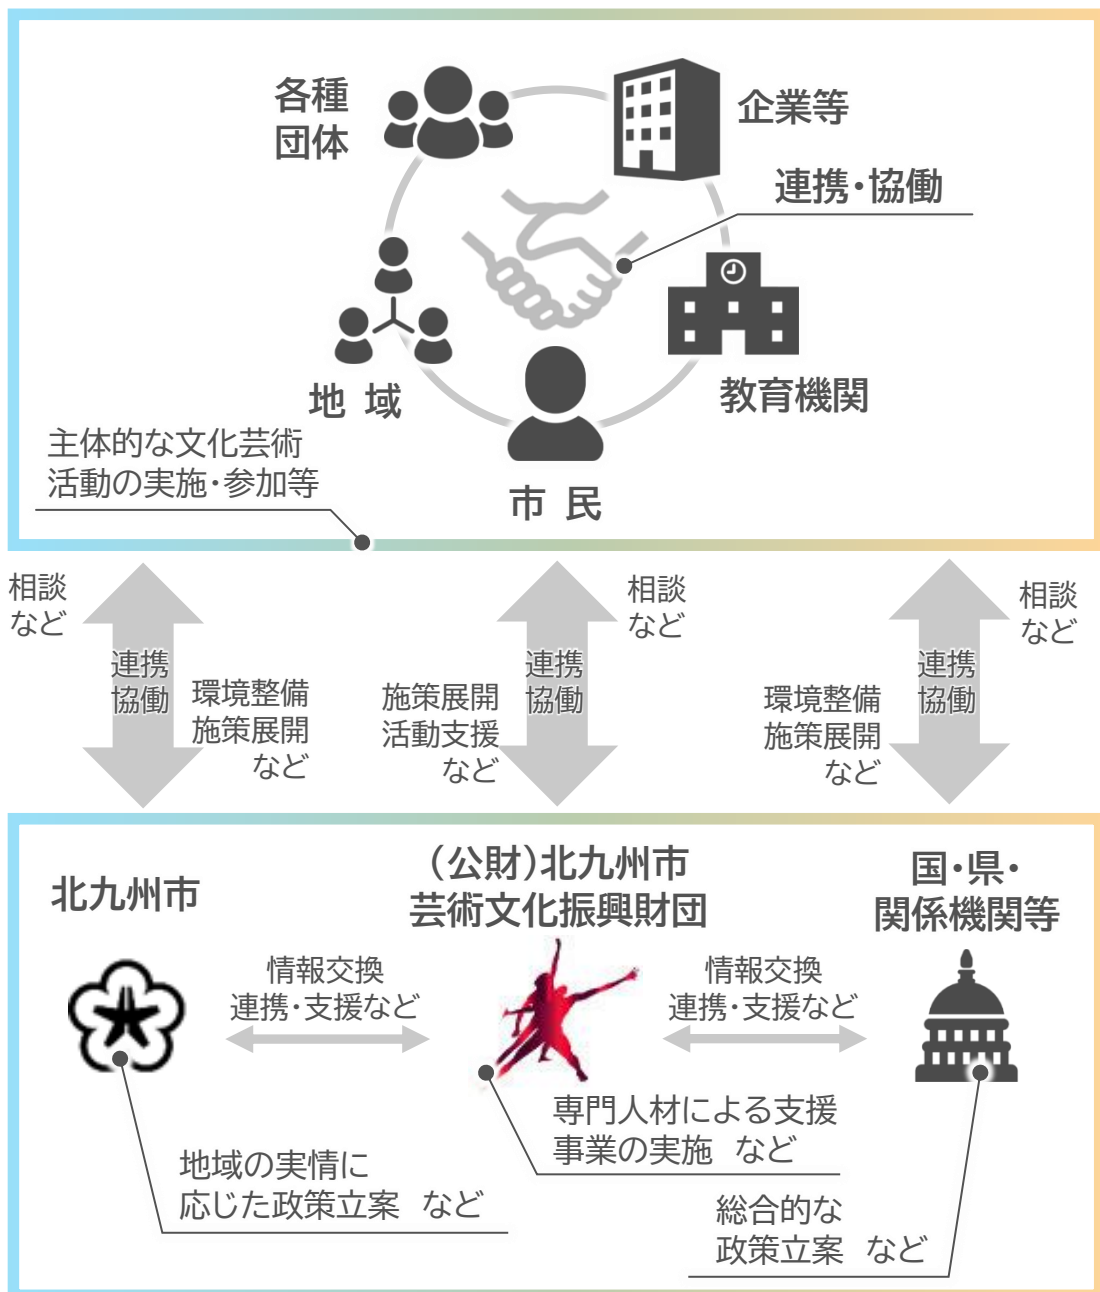 各種
団体
企業等
連携・協働
地 域
教育機関
市 民
主体的な文化芸術
活動の実施・参加等
相談
など
連携
協働
環境整備
施策展開
など
相談
など
連携
協働
施策展開
活動支援
など
相談
など
連携
協働
環境整備
施策展開
など
北九州市
（公財）北九州市
芸術文化振興財団
国・県・
関係機関等
情報交換
連携・支援など
情報交換
連携・支援など
専門人材による支援
事業の実施　など
地域の実情に
応じた政策立案　など
総合的な
政策立案　など